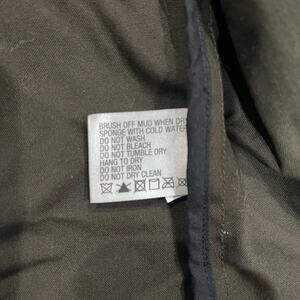 BRUSH OFF MUD WHEN DRY
SPONGE WITH COLD WATER
DO NOT WASH
DO NOT BLEACH
DO NOT TUMBLE DRY
HANG TO DRY
DO NOT IRON
DO NOT DRY CLEAN